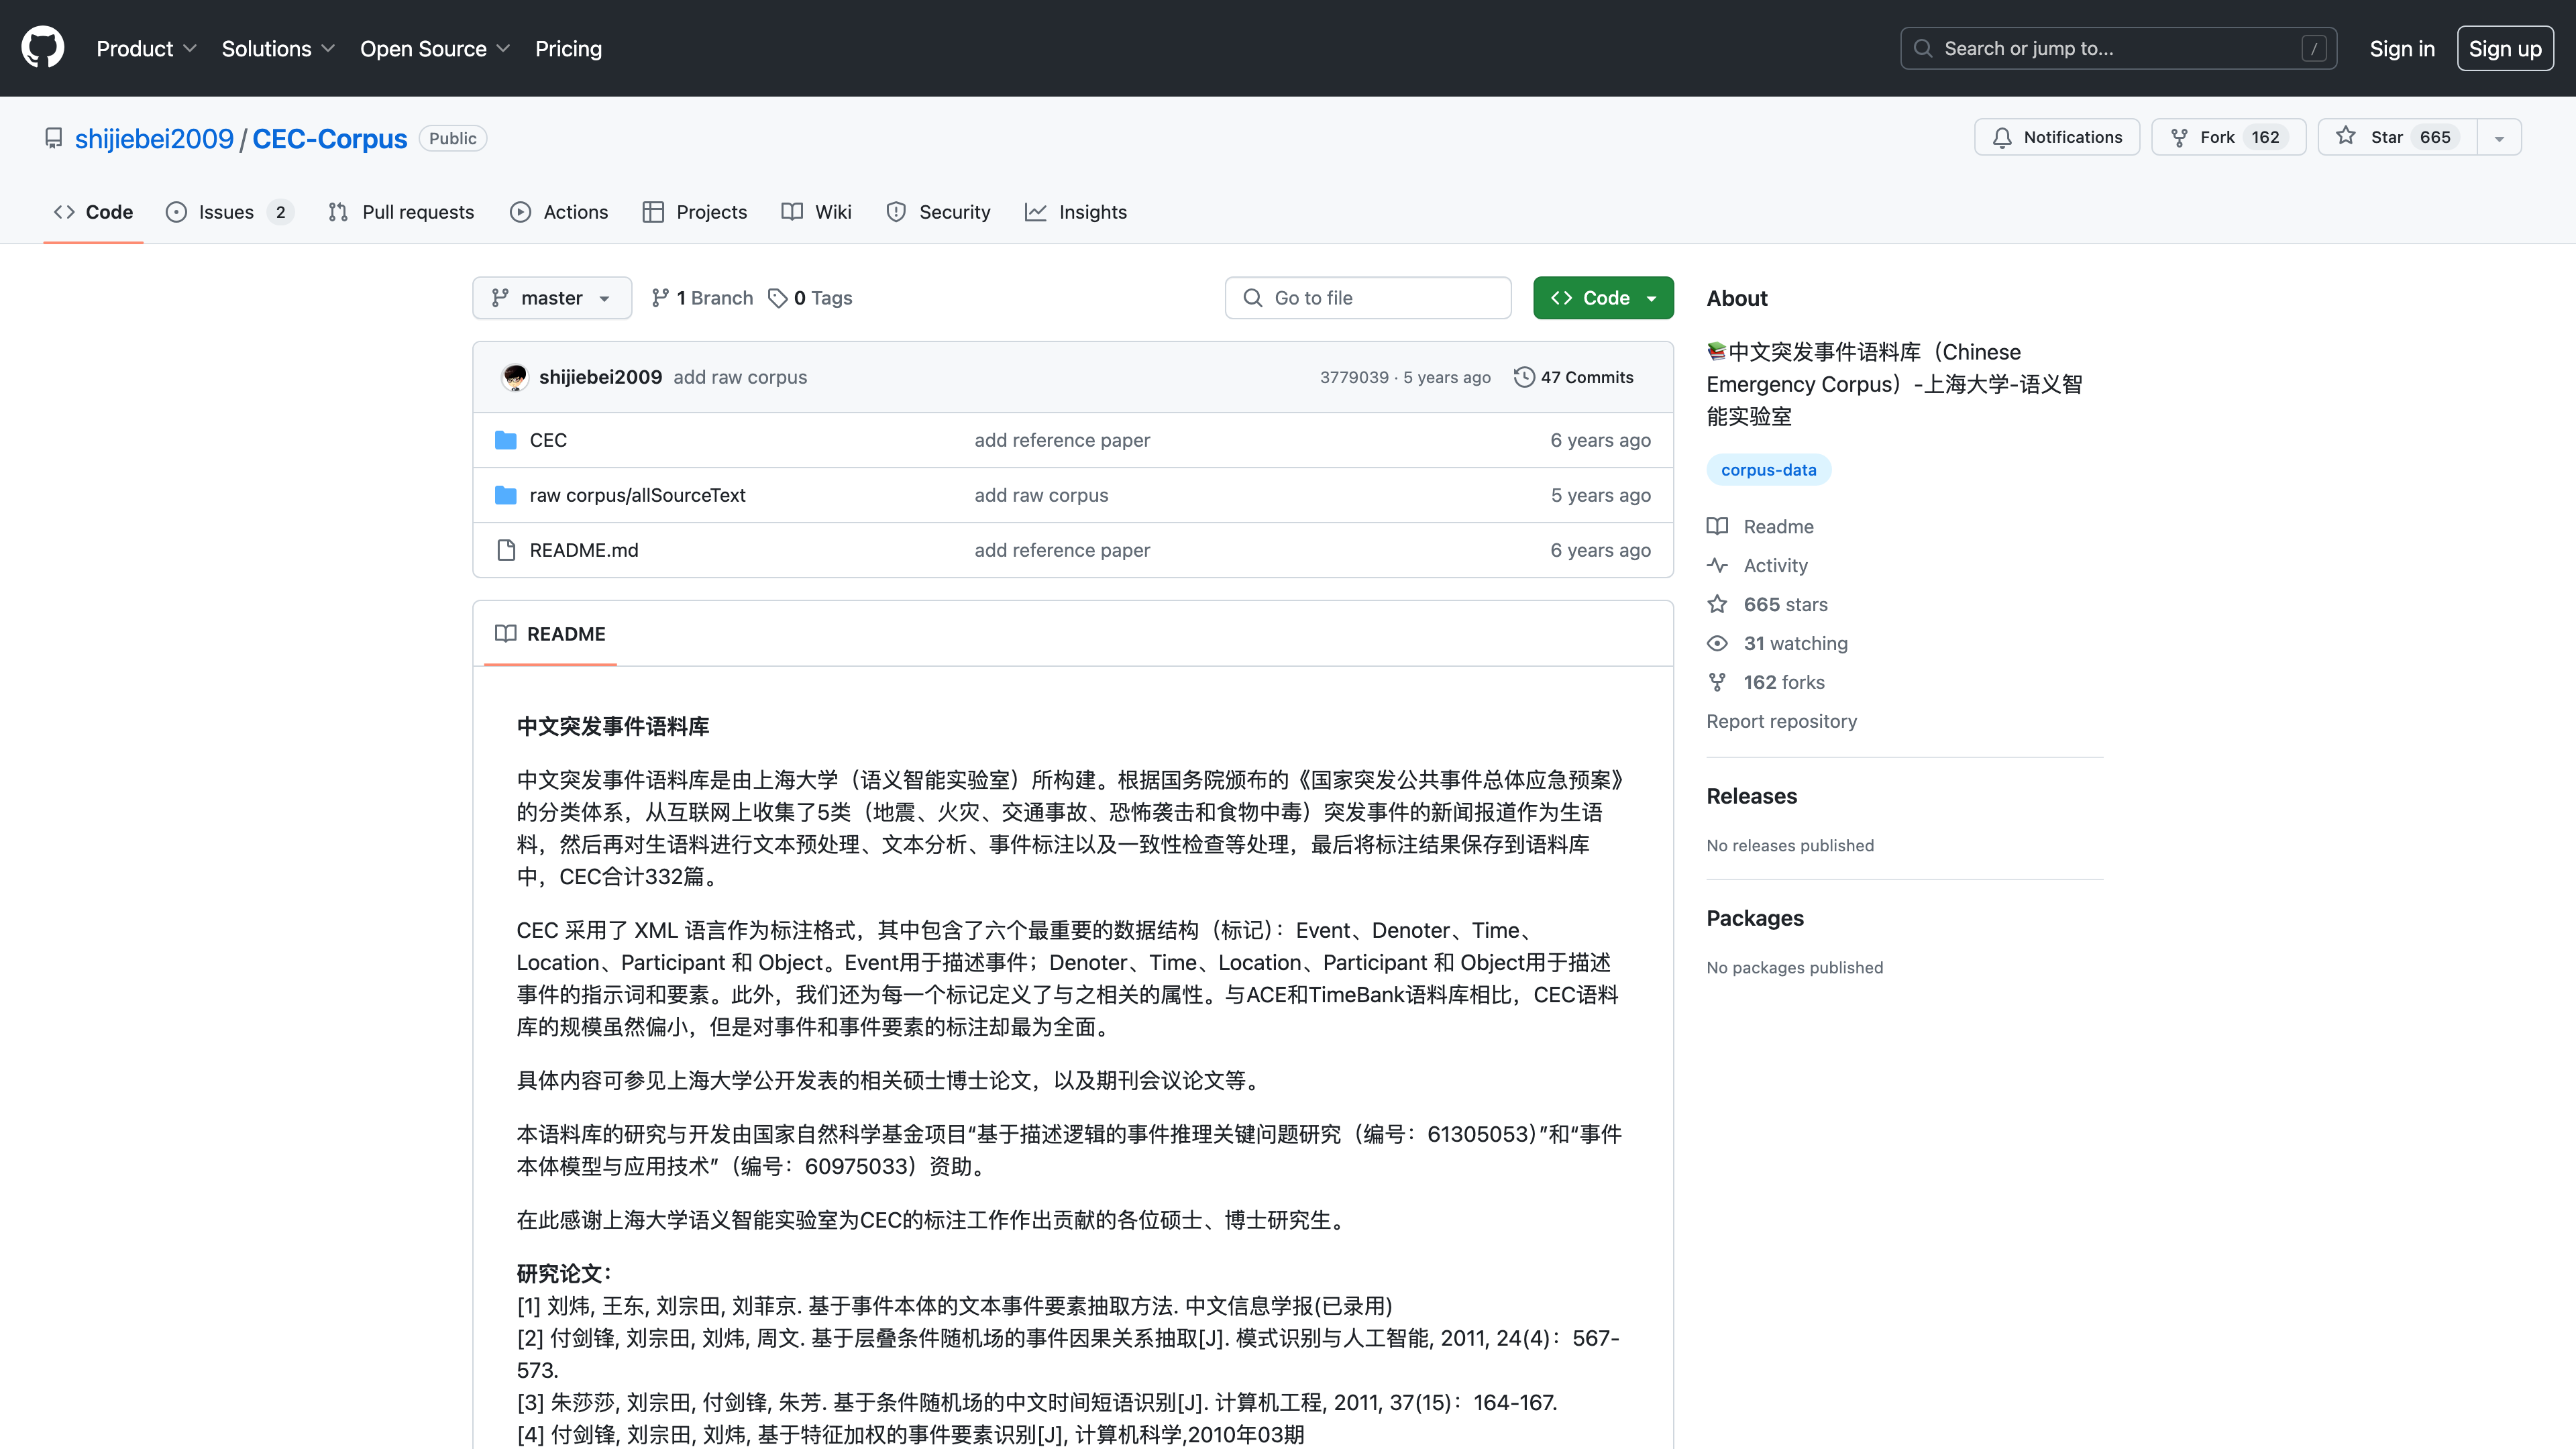 Product
Solutions
Open Source
Pricing
Search or jump to...
/
Sign in
Sign up
shijiebei2009 / CEC-Corpus
Public
Notifications
Fork 162
Star 665
Code
Issues 2
Pull requests
Actions
Projects
Wiki
Security
Insights
master
1 Branch
0 Tags
Go to file
Code
shijiebei2009 add raw corpus
3779039 · 5 years ago
47 Commits
CEC add reference paper 6 years ago
raw corpus/allSourceText add raw corpus 5 years ago
README.md add reference paper 6 years ago
README
中文突发事件语料库
中文突发事件语料库是由上海大学（语义智能实验室）所构建。根据国务院颁布的《国家突发公共事件总体应急预案》
的分类体系，从互联网上收集了5类（地震、火灾、交通事故、恐怖袭击和食物中毒）突发事件的新闻报道作为生语
料，然后再对生语料进行文本预处理、文本分析、事件标注以及一致性检查等处理，最后将标注结果保存到语料库
中，CEC合计332篇。
CEC 采用了 XML 语言作为标注格式，其中包含了六个最重要的数据结构（标记）：Event、Denoter、Time、
Location、Participant 和 Object。Event用于描述事件；Denoter、Time、Location、Participant 和 Object用于描述
事件的指示词和要素。此外，我们还为每一个标记定义了与之相关的属性。与ACE和TimeBank语料库相比，CEC语料
库的规模虽然偏小，但是对事件和事件要素的标注却最为全面。
具体内容可参见上海大学公开发表的相关硕士博士论文，以及期刊会议论文等。
本语料库的研究与开发由国家自然科学基金项目“基于描述逻辑的事件推理关键问题研究（编号：61305053）”和“事件
本体模型与应用技术”（编号：60975033）资助。
在此感谢上海大学语义智能实验室为CEC的标注工作作出贡献的各位硕士、博士研究生。
研究论文：
[1] 刘炜, 王东, 刘宗田, 刘菲京. 基于事件本体的文本事件要素抽取方法. 中文信息学报(已录用)
[2] 付剑锋, 刘宗田, 刘炜, 周文. 基于层叠条件随机场的事件因果关系抽取[J]. 模式识别与人工智能, 2011, 24(4)：567-
573.
[3] 朱莎莎, 刘宗田, 付剑锋, 朱芳. 基于条件随机场的中文时间短语识别[J]. 计算机工程, 2011, 37(15)：164-167.
[4] 付剑锋, 刘宗田, 刘炜, 基于特征加权的事件要素识别[J], 计算机科学,2010年03期
About
中文突发事件语料库（Chinese
Emergency Corpus）-上海大学-语义智
能实验室
corpus-data
Readme
Activity
665 stars
31 watching
162 forks
Report repository
Releases
No releases published
Packages
No packages published